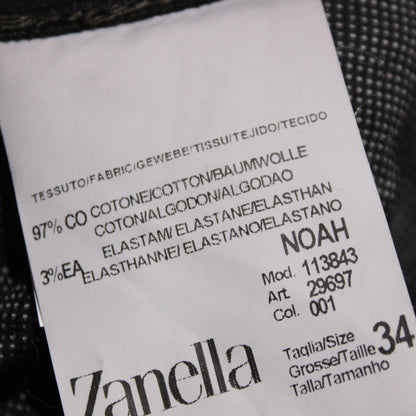 TESSUTO/FABRIC/GEWEBE/TISSU/TEJIDO/TECIDO
97% CO COTONE/COTTON/BAUMWOLLE
COTON/ALGODON/ALGODAO
3%EA ELASTAM/ ELASTANE/ELASTHAN
ELASTHANNE/ ELASTANO/ELASTANO
NOAH
Mod. 113843
Art. 29697
Col. 001
Zanella
Taglia/Size
Grosse/Taille 34
Talla/Tamanho